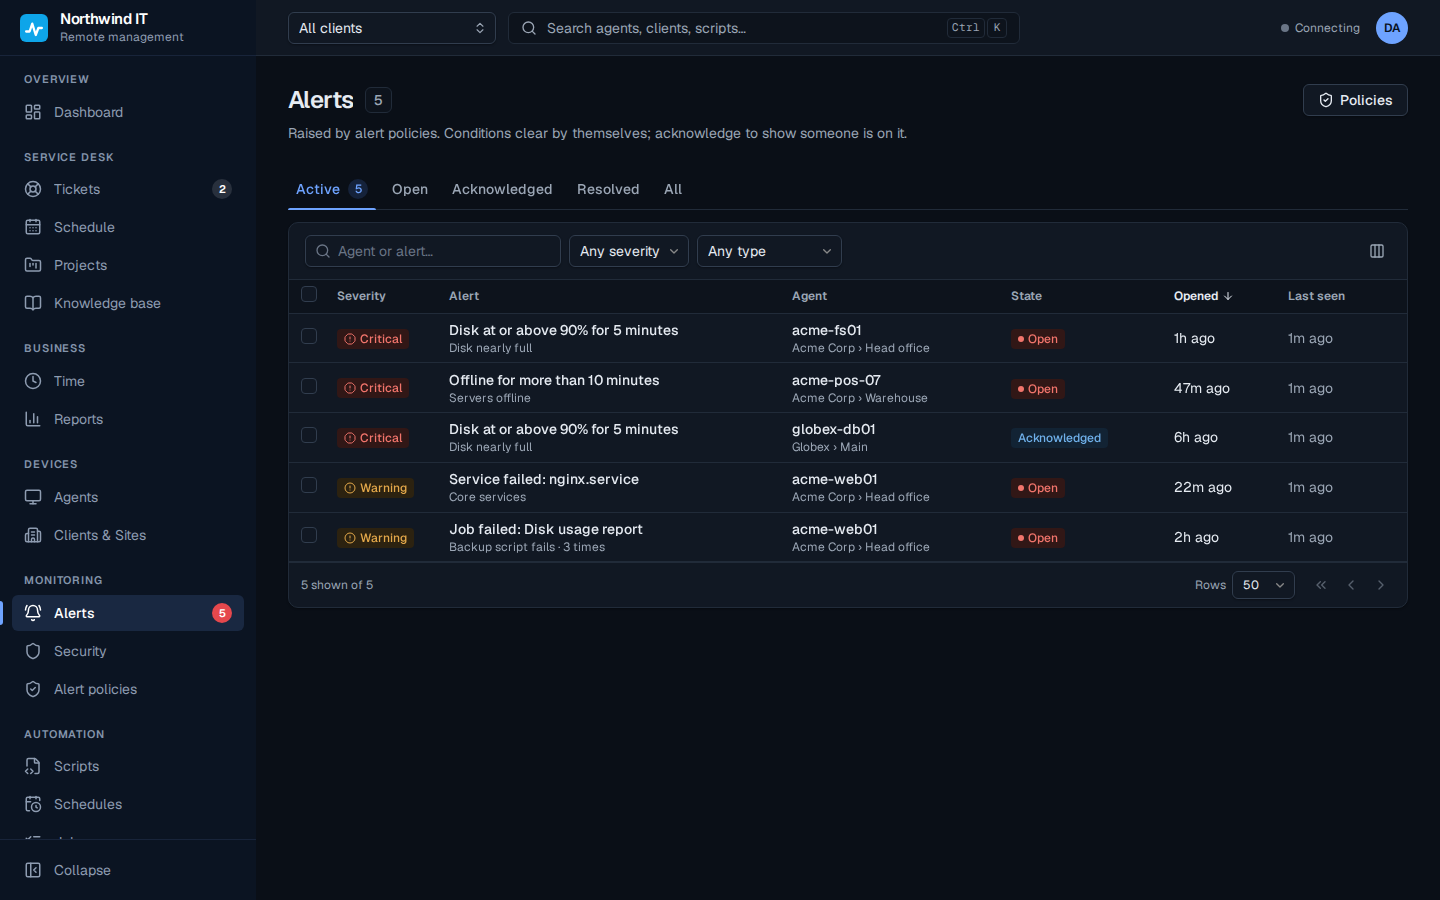 Northwind IT
Remote management
All clients
Search agents, clients, scripts...
Ctrl K
Connecting
DA
OVERVIEW
Dashboard
SERVICE DESK
Tickets 2
Schedule
Projects
Knowledge base
BUSINESS
Time
Reports
DEVICES
Agents
Clients & Sites
MONITORING
Alerts 5
Security
Alert policies
AUTOMATION
Scripts
Schedules
Collapse
Alerts 5
Policies
Raised by alert policies. Conditions clear by themselves; acknowledge to show someone is on it.
Active 5 Open Acknowledged Resolved All
Agent or alert... Any severity Any type
Severity Alert Agent State Opened ↓ Last seen
Critical Disk at or above 90% for 5 minutes acme-fs01 Open 1h ago 1m ago
Disk nearly full Acme Corp › Head office
Critical Offline for more than 10 minutes acme-pos-07 Open 47m ago 1m ago
Servers offline Acme Corp › Warehouse
Critical Disk at or above 90% for 5 minutes globex-db01 Acknowledged 6h ago 1m ago
Disk nearly full Globex › Main
Warning Service failed: nginx.service acme-web01 Open 22m ago 1m ago
Core services Acme Corp › Head office
Warning Job failed: Disk usage report acme-web01 Open 2h ago 1m ago
Backup script fails · 3 times Acme Corp › Head office
5 shown of 5 Rows 50